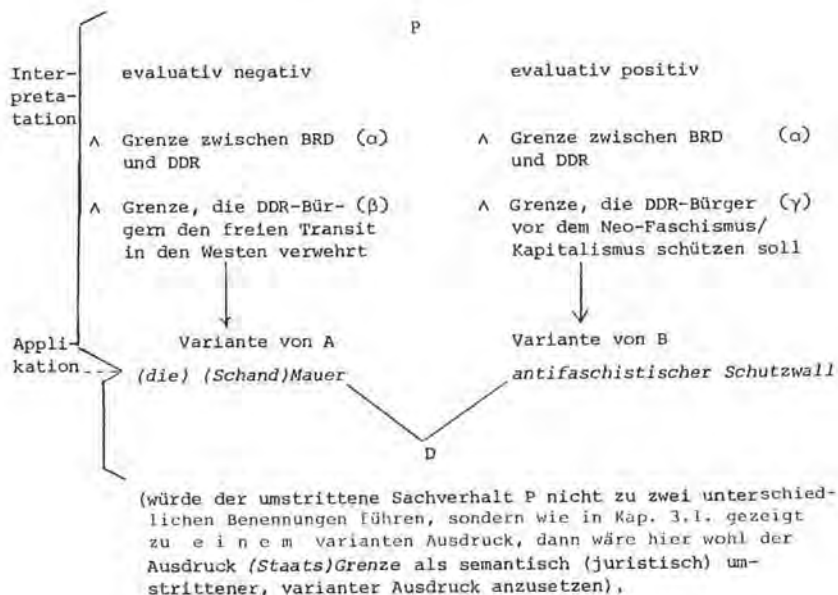 P
Inter-
preta-
tation
evaluativ negativ evaluativ positiv
∧ Grenze zwischen BRD (α) ∧ Grenze zwischen BRD (α)
und DDR und DDR
∧ Grenze, die DDR-Bür- (β) ∧ Grenze, die DDR-Bürger (γ)
gern den freien Transit vor dem Neo-Faschismus/
in den Westen verwehrt Kapitalismus schützen soll
Appli- Variante von A Variante von B
kation (die) (Schand)Mauer antifaschistischer Schutzwall
D
(würde der umstrittene Sachverhalt P nicht zu zwei unterschied-
lichen Benennungen führen, sondern wie in Kap. 3.1. gezeigt
zu e i n e m varianten Ausdruck, dann wäre hier wohl der
Ausdruck (Staats)Grenze als semantisch (juristisch) um-
strittener, varianter Ausdruck anzusetzen),